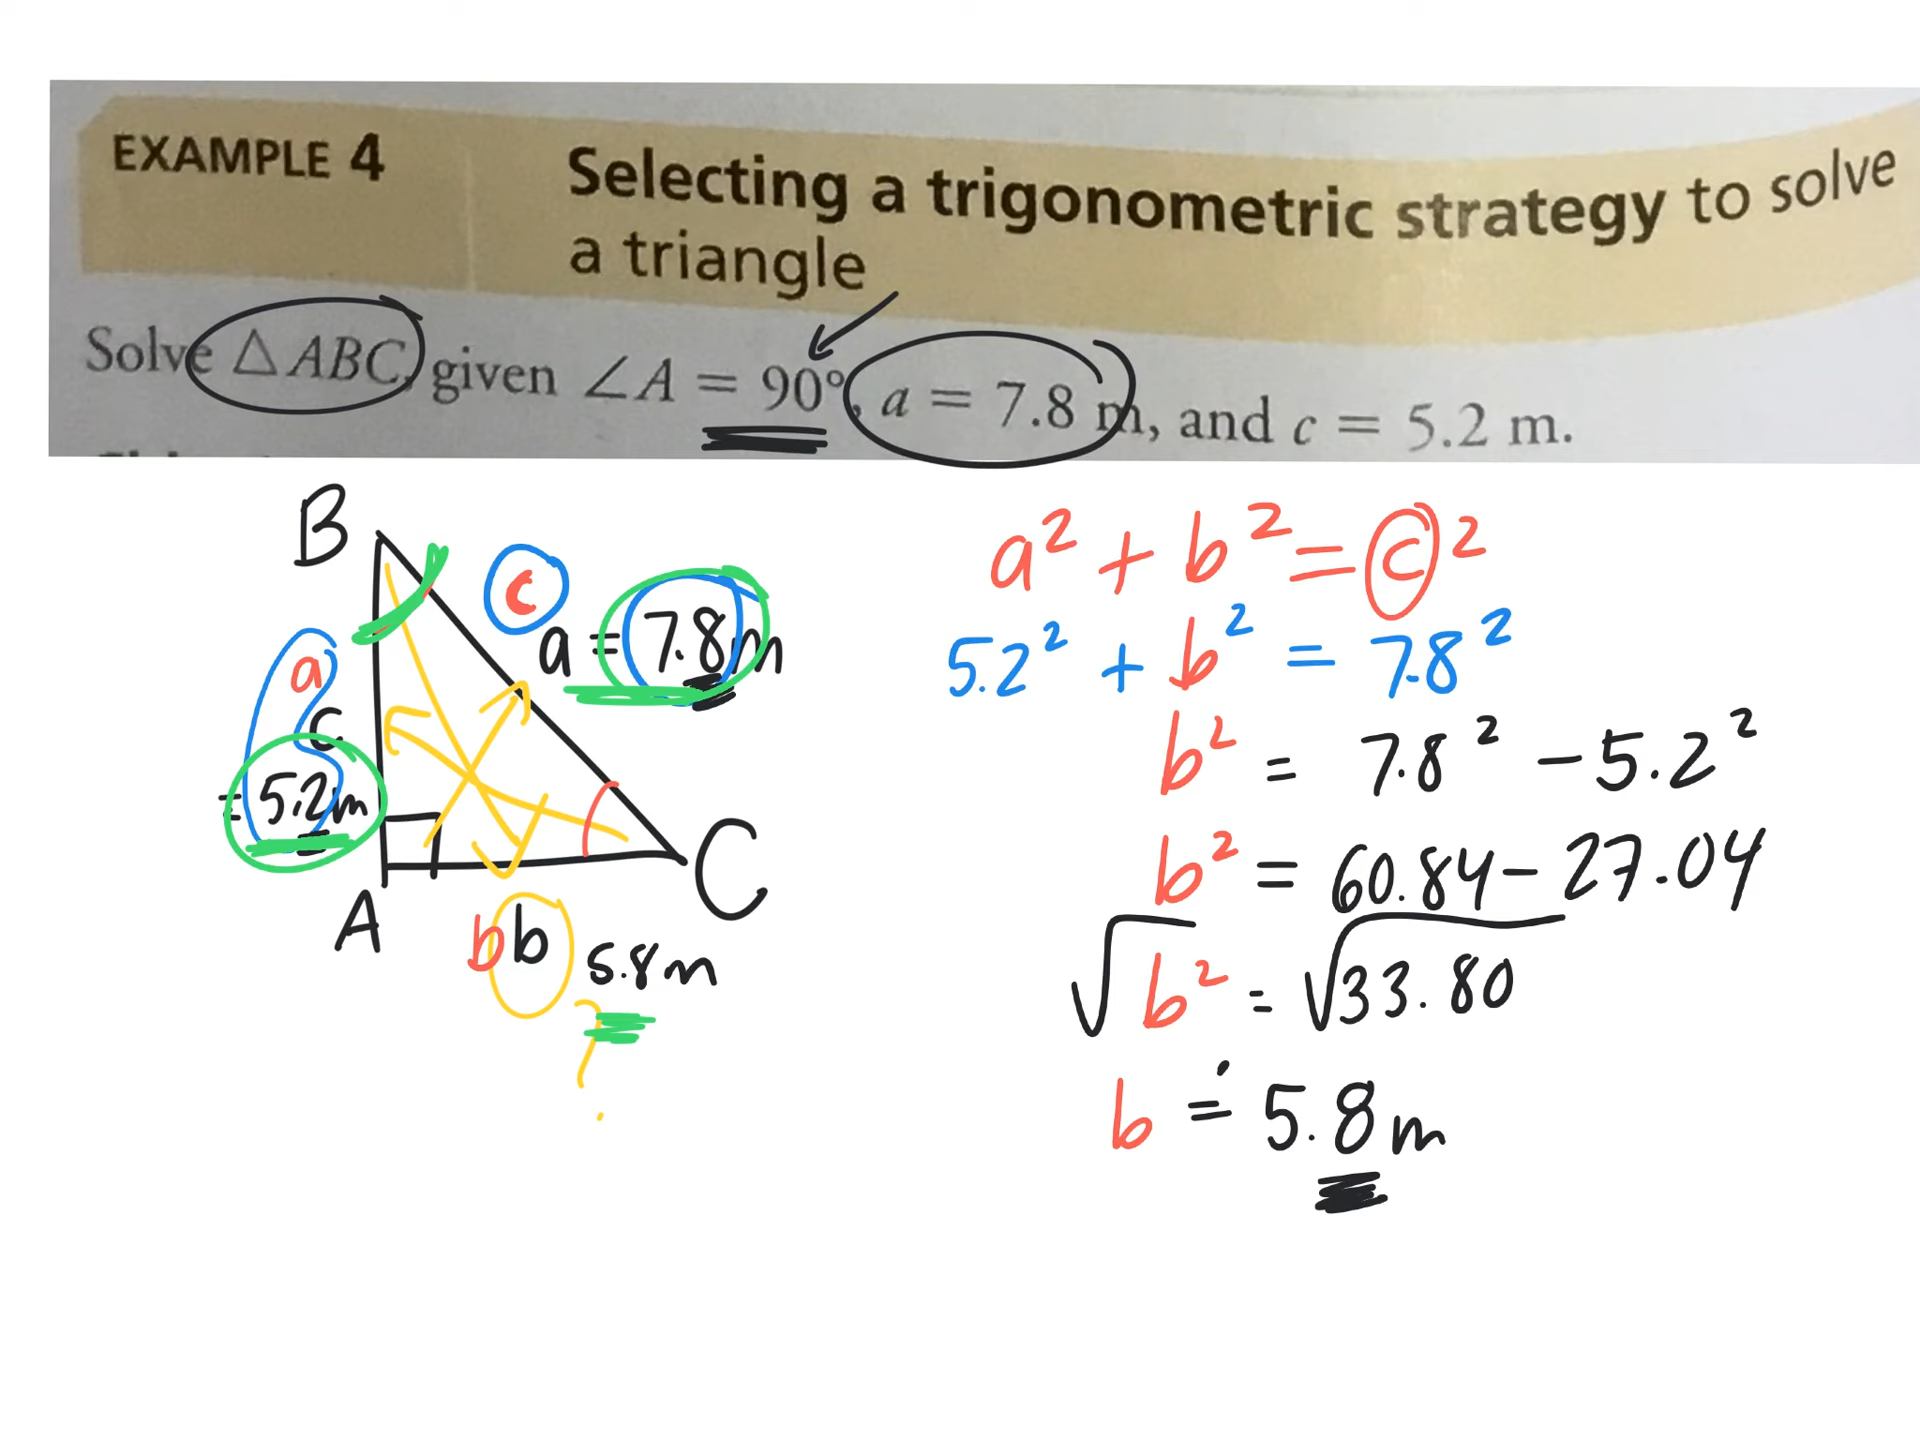 EXAMPLE 4
Selecting a trigonometric strategy to solve
a triangle
Solve △ABC, given ∠A = 90°, a = 7.8 m, and c = 5.2 m.
B
c
a = 7.8m
a
c
= 5.2m
A
C
b b 5.8m
?
a² + b² = c²
5.2² + b² = 7.8²
b² = 7.8² − 5.2²
b² = 60.84 − 27.04
√b² = √33.80
b ≐ 5.8m